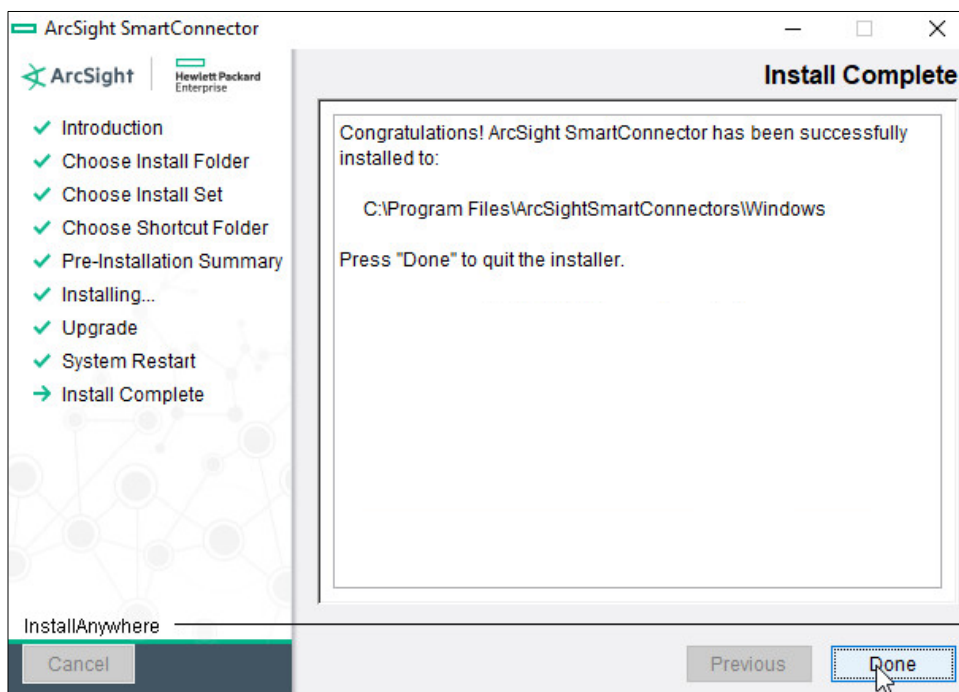 ArcSight SmartConnector
ArcSight
Hewlett Packard
Enterprise
Install Complete
Introduction
Choose Install Folder
Choose Install Set
Choose Shortcut Folder
Pre-Installation Summary
Installing...
Upgrade
System Restart
Install Complete
Congratulations! ArcSight SmartConnector has been successfully
installed to:
C:\Program Files\ArcSightSmartConnectors\Windows
Press "Done" to quit the installer.
InstallAnywhere
Cancel
Previous
Done